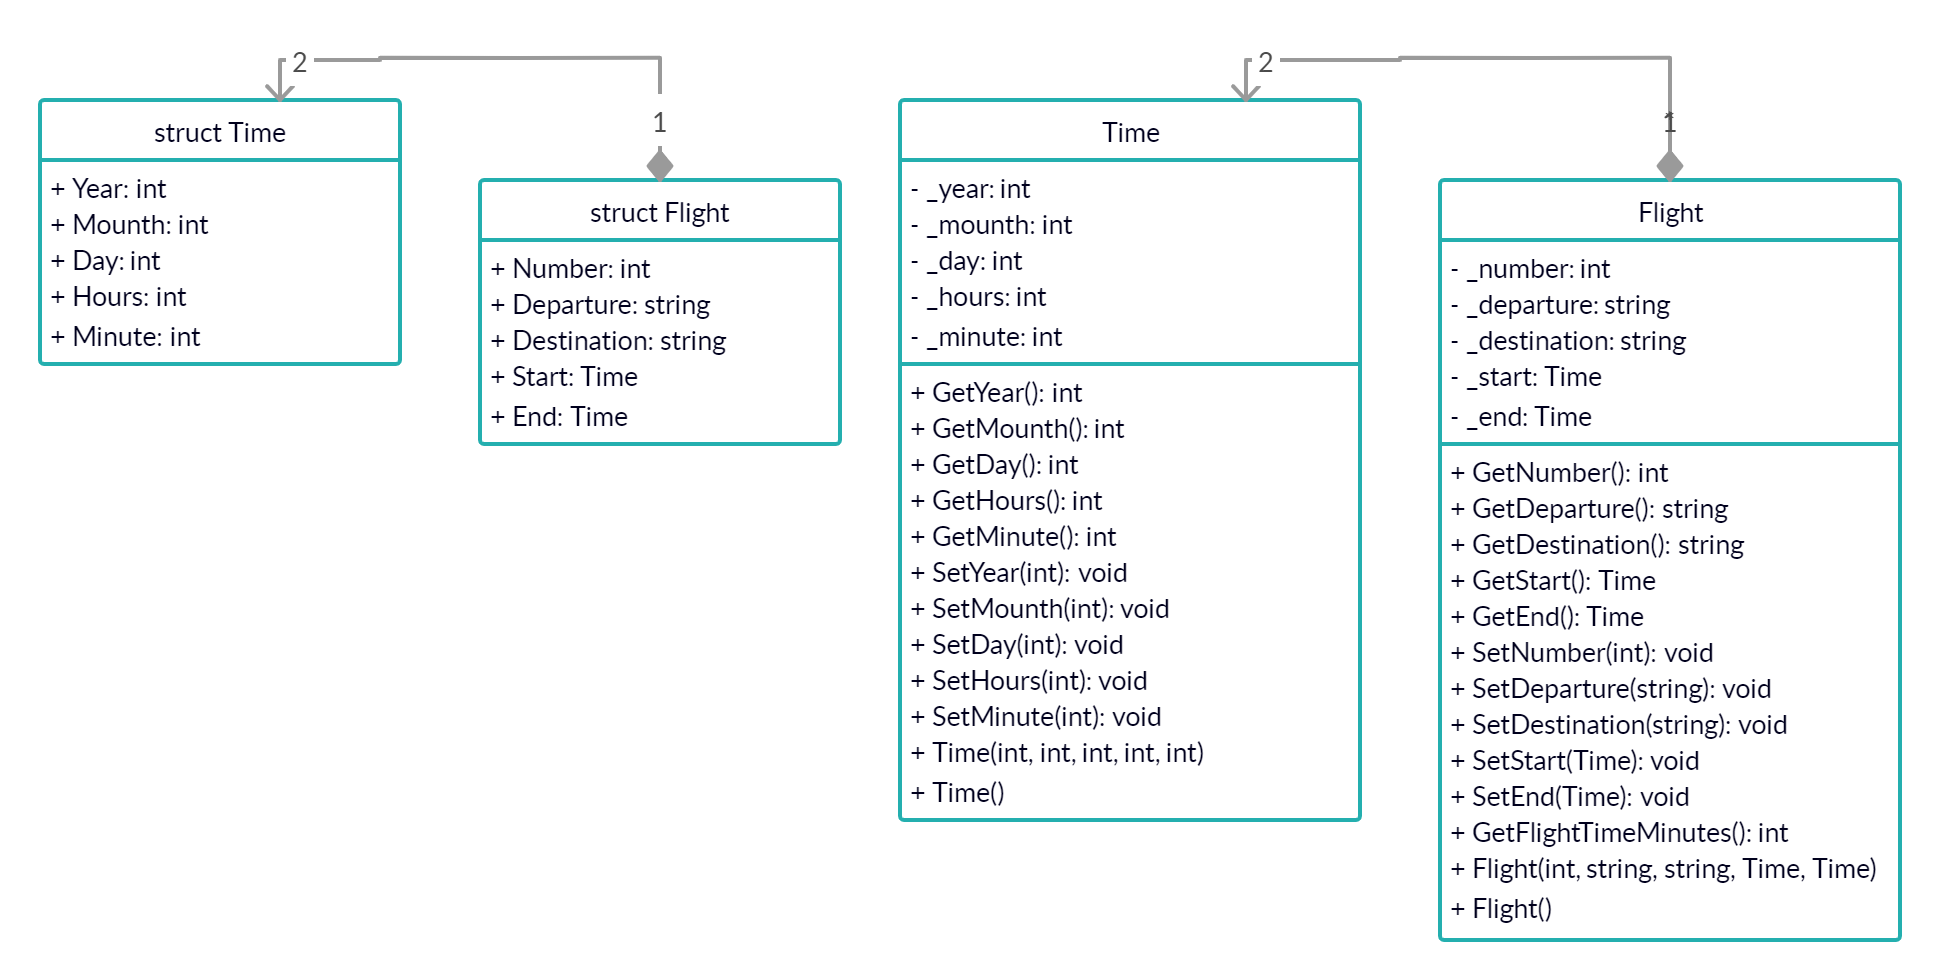 2
1
struct Time
+ Year: int
+ Mounth: int
+ Day: int
+ Hours: int
+ Minute: int
struct Flight
+ Number: int
+ Departure: string
+ Destination: string
+ Start: Time
+ End: Time
2
1
Time
- _year: int
- _mounth: int
- _day: int
- _hours: int
- _minute: int
+ GetYear(): int
+ GetMounth(): int
+ GetDay(): int
+ GetHours(): int
+ GetMinute(): int
+ SetYear(int): void
+ SetMounth(int): void
+ SetDay(int): void
+ SetHours(int): void
+ SetMinute(int): void
+ Time(int, int, int, int, int)
+ Time()
Flight
- _number: int
- _departure: string
- _destination: string
- _start: Time
- _end: Time
+ GetNumber(): int
+ GetDeparture(): string
+ GetDestination(): string
+ GetStart(): Time
+ GetEnd(): Time
+ SetNumber(int): void
+ SetDeparture(string): void
+ SetDestination(string): void
+ SetStart(Time): void
+ SetEnd(Time): void
+ GetFlightTimeMinutes(): int
+ Flight(int, string, string, Time, Time)
+ Flight()